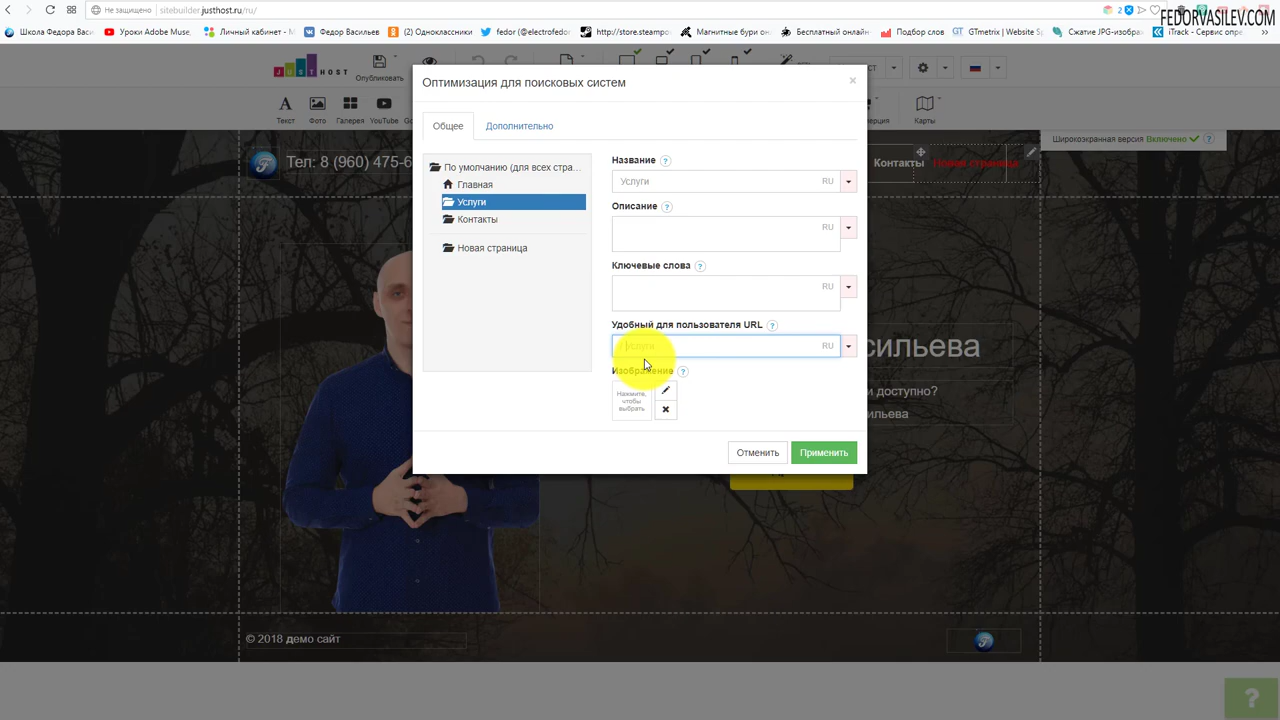 Не защищено
sitebuilder.justhost.ru/ru/
2
FEDORVASILEV.COM
Школа Федора Васи
Уроки Adobe Muse,
Личный кабинет - М
Федор Васильев
(2) Одноклассники
fedor (@electrofedor
http://store.steampo
Магнитные бури он
Бесплатный онлайн-
Подбор слов
GTmetrix | Website S
Сжатие JPG-изобра
iTrack - Сервис опре
JUSTHOST
Опубликовать
Текст
Фото
Галерея
YouTube
Карты
Широкоэкранная версия Включено ?
Оптимизация для поисковых систем
×
Общее
Дополнительно
По умолчанию (для всех стра...
Главная
Услуги
Контакты
Новая страница
Название ?
Услуги RU
Описание ?
RU
Ключевые слова ?
RU
Удобный для пользователя URL ?
Услуги RU
Изображение ?
Нажмите,
чтобы
выбрать
Отменить
Применить
Тел: 8 (960) 475-6
Контакты
Новая страница
сильева
и доступно?
сильева
© 2018 демо сайт
?